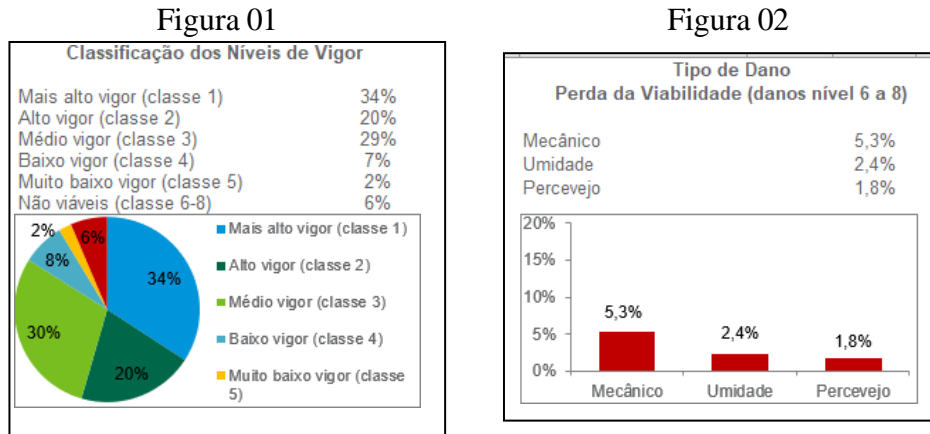 Figura 01
Classificação dos Níveis de Vigor
Mais alto vigor (classe 1) 34%
Alto vigor (classe 2) 20%
Médio vigor (classe 3) 29%
Baixo vigor (classe 4) 7%
Muito baixo vigor (classe 5) 2%
Não viáveis (classe 6-8) 6%
2%
6%
8%
34%
30%
20%
Mais alto vigor (classe 1)
Alto vigor (classe 2)
Médio vigor (classe 3)
Baixo vigor (classe 4)
Muito baixo vigor (classe
5)
Figura 02
Tipo de Dano
Perda da Viabilidade (danos nível 6 a 8)
Mecânico 5,3%
Umidade 2,4%
Percevejo 1,8%
20%
15%
10%
5%
0%
5,3%
2,4%
1,8%
Mecânico Umidade Percevejo